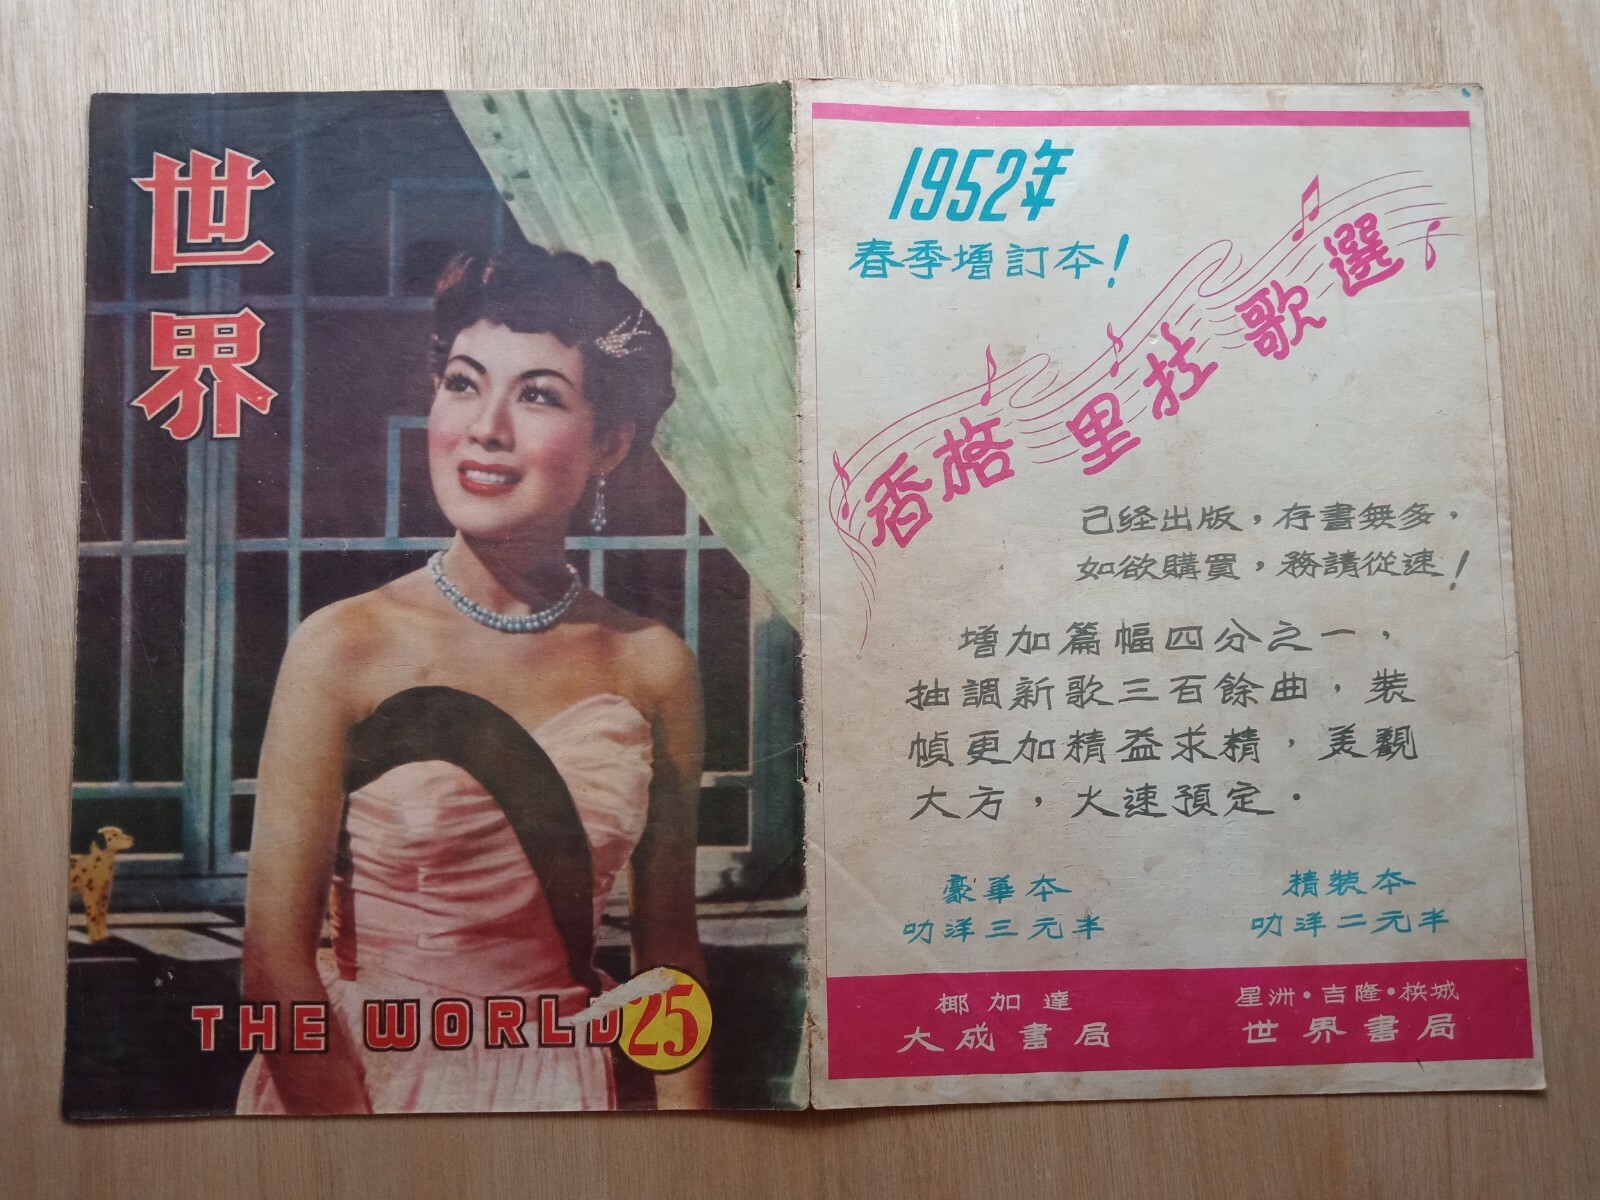 世界
THE WORLD 25
1952年
春季增訂本！
香格里拉歌選
己经出版，存書無多，
如欲購買，務請從速！
增加篇幅四分之一，
抽調新歌三百餘曲，裝
幀更加精益求精，美觀
大方，火速預定。
豪華本
叻洋三元半
精裝本
叻洋二元半
椰加達
大成書局
星洲・吉隆・梹城
世界書局